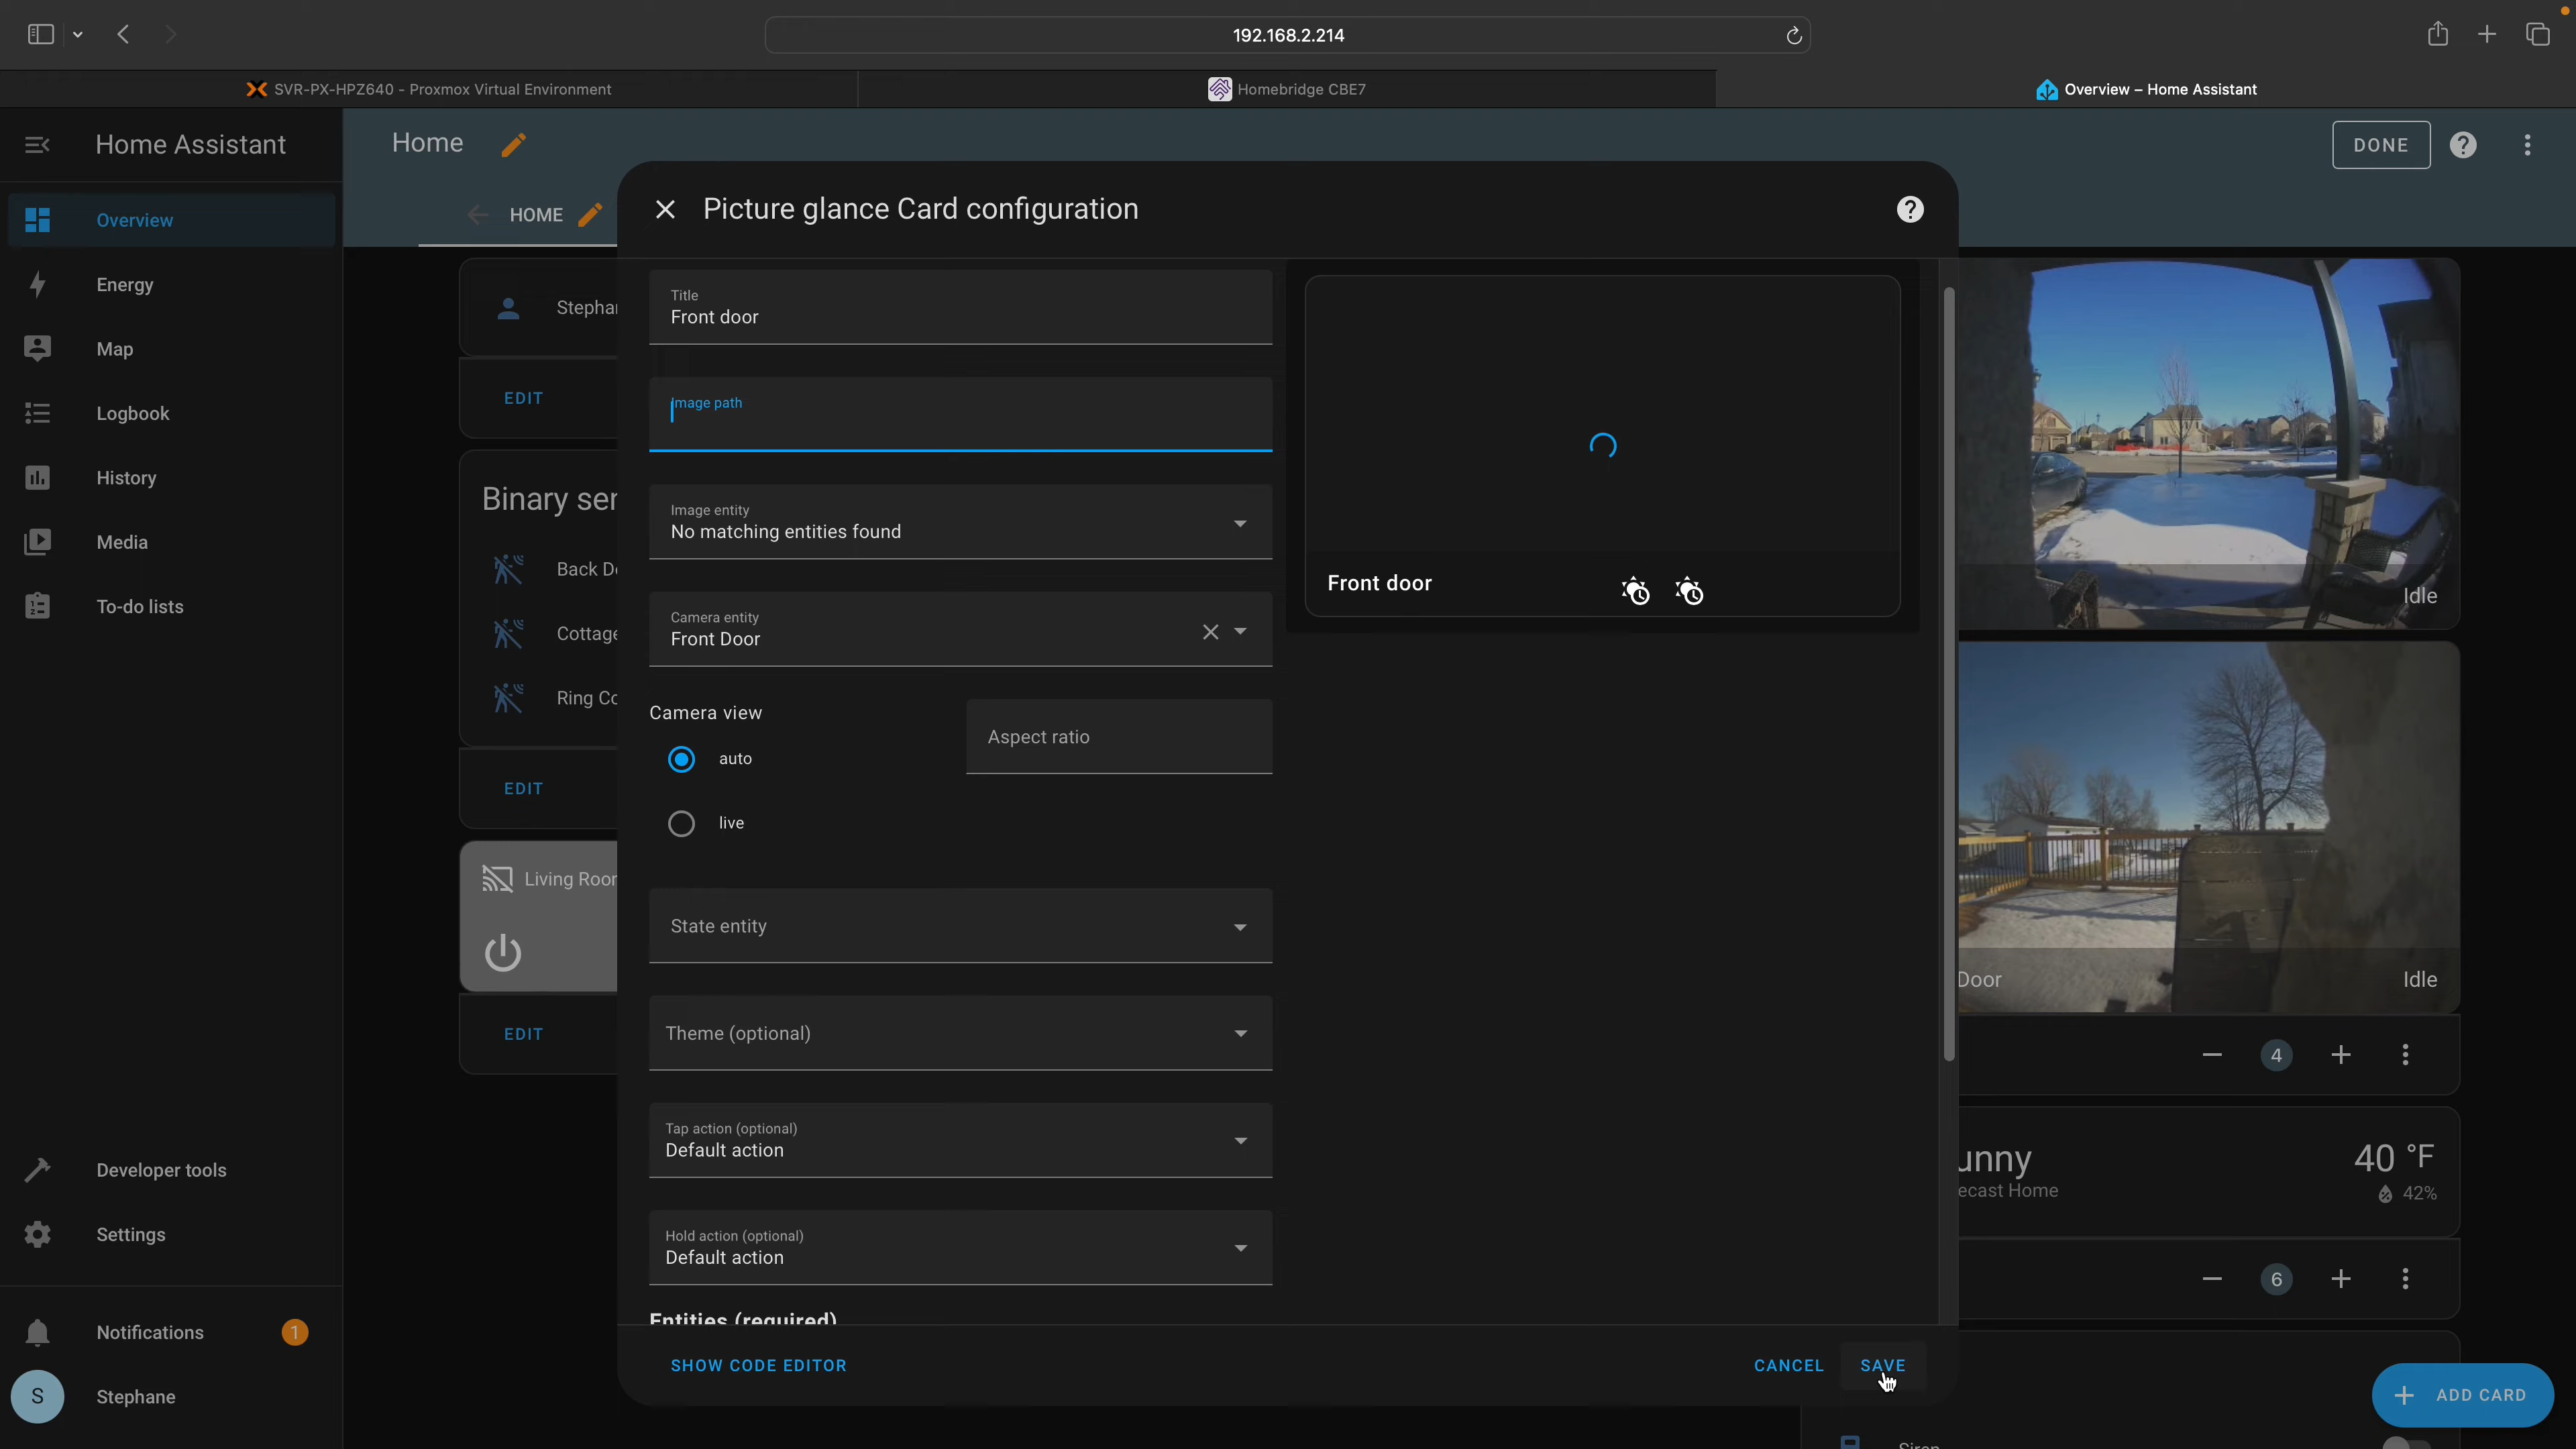 192.168.2.214
SVR-PX-HPZ640 - Proxmox Virtual Environment
Homebridge CBE7
Overview – Home Assistant
Home Assistant
Home
DONE
HOME
Overview
Energy
Map
Logbook
History
Media
To-do lists
Developer tools
Settings
Notifications
1
S
Stephane
Stephan
EDIT
Binary ser
Back D
Cottage
Ring Co
EDIT
Living Roor
EDIT
Picture glance Card configuration
Title
Front door
Image path
Image entity
No matching entities found
Camera entity
Front Door
Camera view
auto
live
Aspect ratio
State entity
Theme (optional)
Tap action (optional)
Default action
Hold action (optional)
Default action
Entities (required)
SHOW CODE EDITOR
CANCEL
SAVE
Front door
Idle
Door
Idle
4
unny
40 °F
ecast Home
42%
6
ADD CARD
Siren